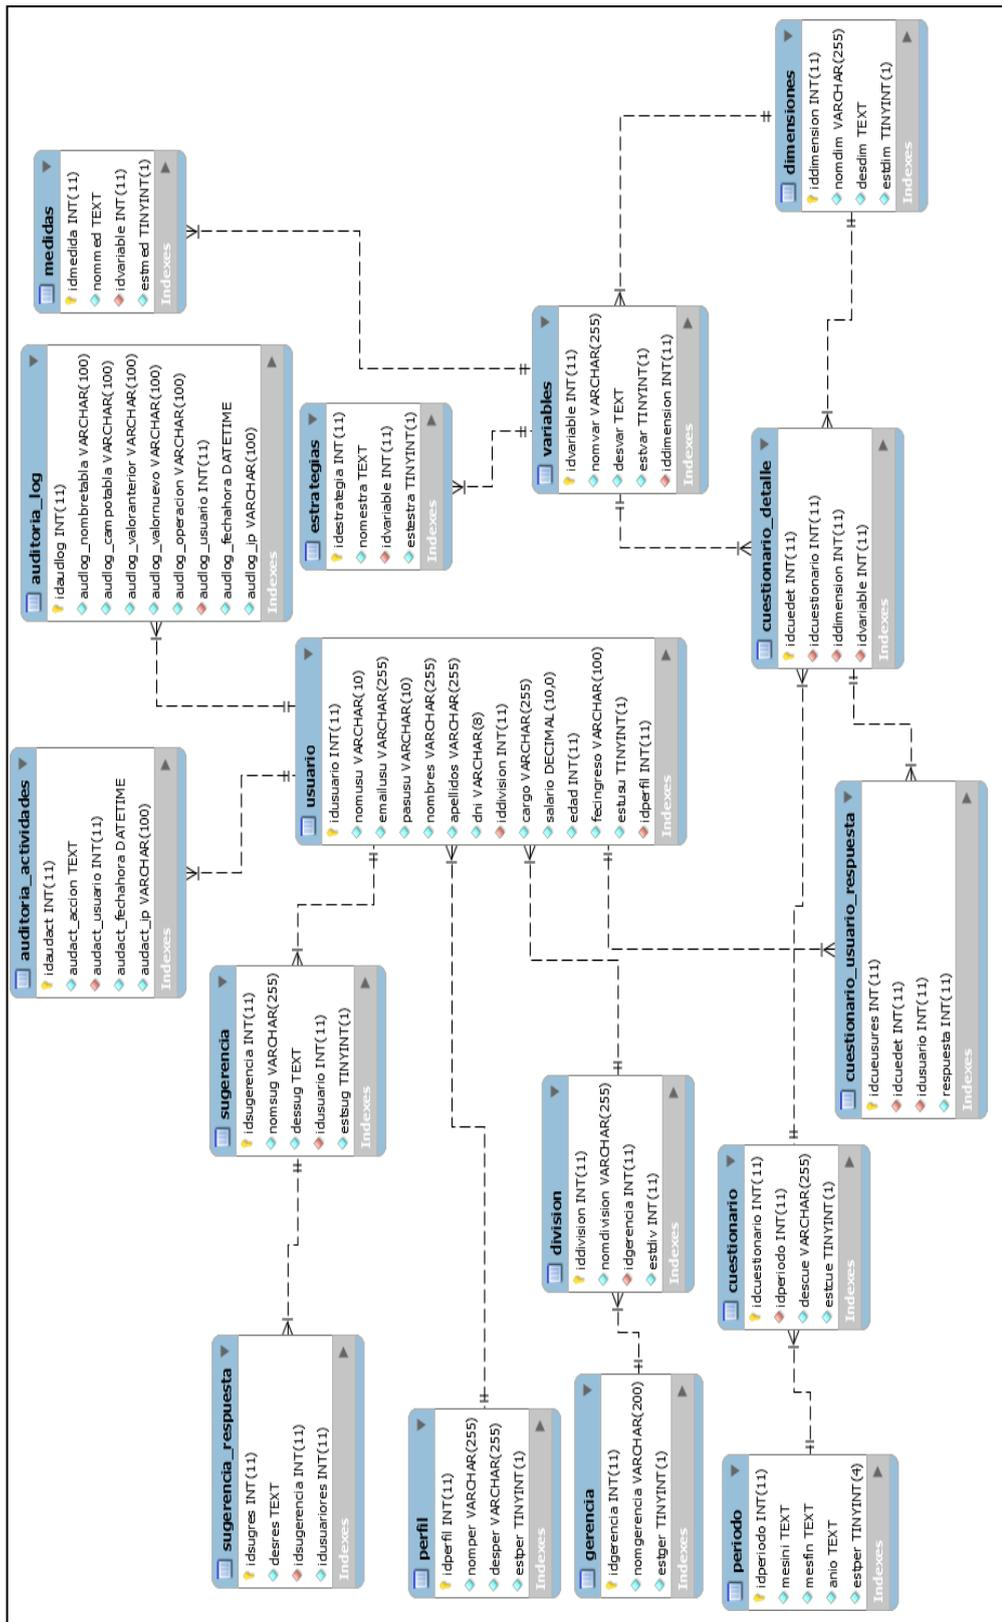 sugerencia_respuesta
idsugres INT(11)
desres TEXT
idsugerencia INT(11)
idusuariores INT(11)
Indexes
sugerencia
idsugerencia INT(11)
nomsug VARCHAR(255)
dessug TEXT
idusuario INT(11)
estsug TINYINT(1)
Indexes
auditoria_actividades
idaudact INT(11)
audact_accion TEXT
audact_usuario INT(11)
audact_fechahora DATETIME
audact_ip VARCHAR(100)
Indexes
auditoria_log
idaudlog INT(11)
audlog_nombretabla VARCHAR(100)
audlog_campotabla VARCHAR(100)
audlog_valoranterior VARCHAR(100)
audlog_valornuevo VARCHAR(100)
audlog_operacion VARCHAR(100)
audlog_usuario INT(11)
audlog_fechahora DATETIME
audlog_ip VARCHAR(100)
Indexes
medidas
idmedida INT(11)
nommed TEXT
idvariable INT(11)
estmed TINYINT(1)
Indexes
perfil
idperfil INT(11)
nomper VARCHAR(255)
desper VARCHAR(255)
estper TINYINT(1)
Indexes
usuario
idusuario INT(11)
nomusu VARCHAR(10)
emailusu VARCHAR(255)
pasusu VARCHAR(10)
nombres VARCHAR(255)
apellidos VARCHAR(255)
dni VARCHAR(8)
iddivision INT(11)
cargo VARCHAR(255)
salario DECIMAL(10,0)
edad INT(11)
fecingreso VARCHAR(100)
estusu TINYINT(1)
idperfil INT(11)
Indexes
estrategias
idestrategia INT(11)
nomestra TEXT
idvariable INT(11)
estestra TINYINT(1)
Indexes
gerencia
idgerencia INT(11)
nomgerencia VARCHAR(200)
estger TINYINT(1)
Indexes
division
iddivision INT(11)
nomdivision VARCHAR(255)
idgerencia INT(11)
estdiv INT(11)
Indexes
variables
idvariable INT(11)
nomvar VARCHAR(255)
desvar TEXT
estvar TINYINT(1)
iddimension INT(11)
Indexes
periodo
idperiodo INT(11)
mesini TEXT
mesfin TEXT
anio TEXT
estper TINYINT(4)
Indexes
cuestionario
idcuestionario INT(11)
idperiodo INT(11)
descue VARCHAR(255)
estcue TINYINT(1)
Indexes
cuestionario_usuario_respuesta
idcueusures INT(11)
idcuedet INT(11)
idusuario INT(11)
respuesta INT(11)
Indexes
cuestionario_detalle
idcuedet INT(11)
idcuestionario INT(11)
iddimension INT(11)
idvariable INT(11)
Indexes
dimensiones
iddimension INT(11)
nomdim VARCHAR(255)
desdim TEXT
estdim TINYINT(1)
Indexes